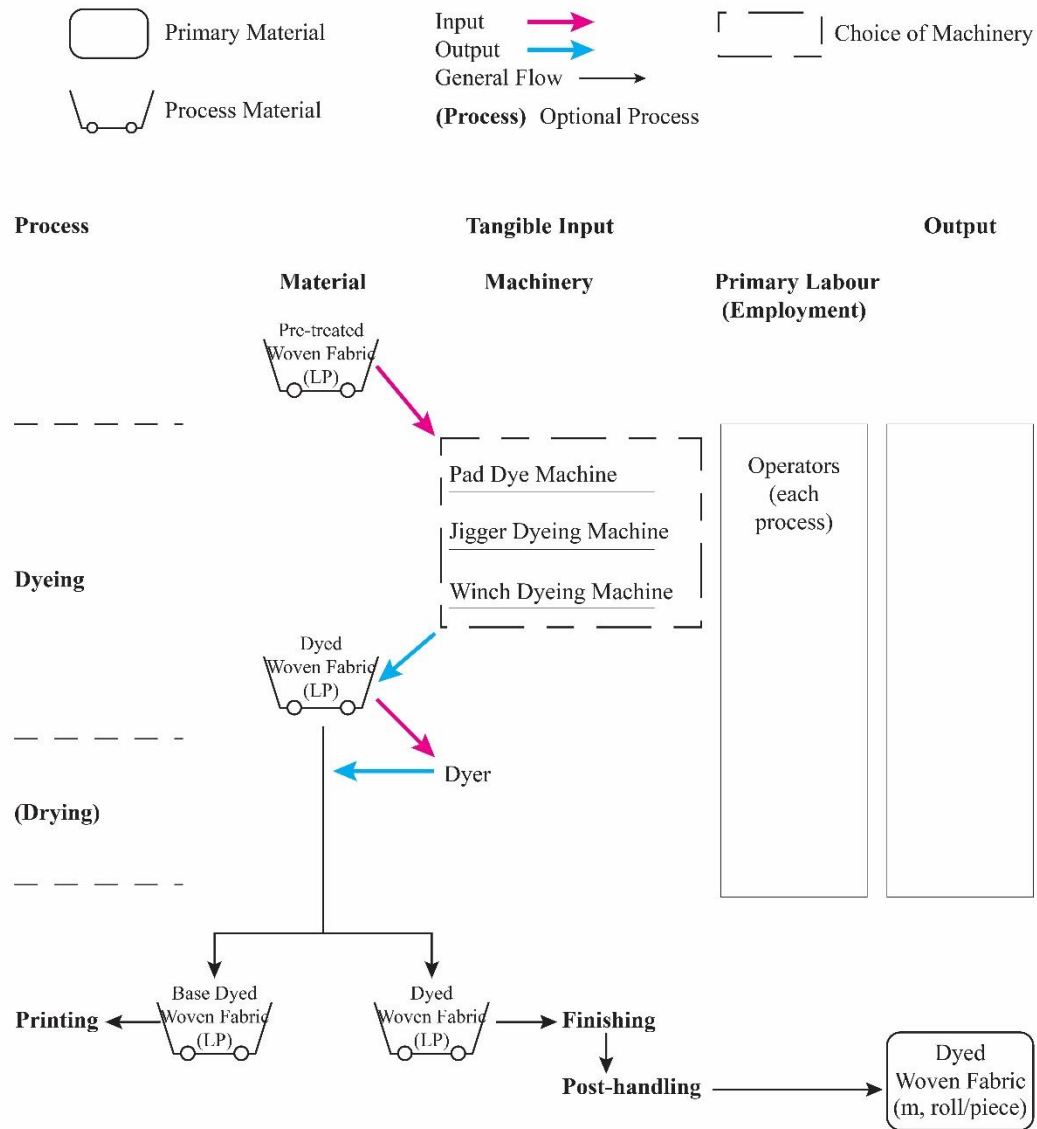 Primary Material
Process Material
Input
Output
General Flow
(Process) Optional Process
Choice of Machinery
Process
Tangible Input
Output
Material
Machinery
Primary Labour
(Employment)
Pre-treated
Woven Fabric
(LP)
Pad Dye Machine
Jigger Dyeing Machine
Winch Dyeing Machine
Operators
(each
process)
Dyeing
Dyed
Woven Fabric
(LP)
Dyer
(Drying)
Printing
Base Dyed
Woven Fabric
(LP)
Dyed
Woven Fabric
(LP)
Finishing
Post-handling
Dyed
Woven Fabric
(m, roll/piece)